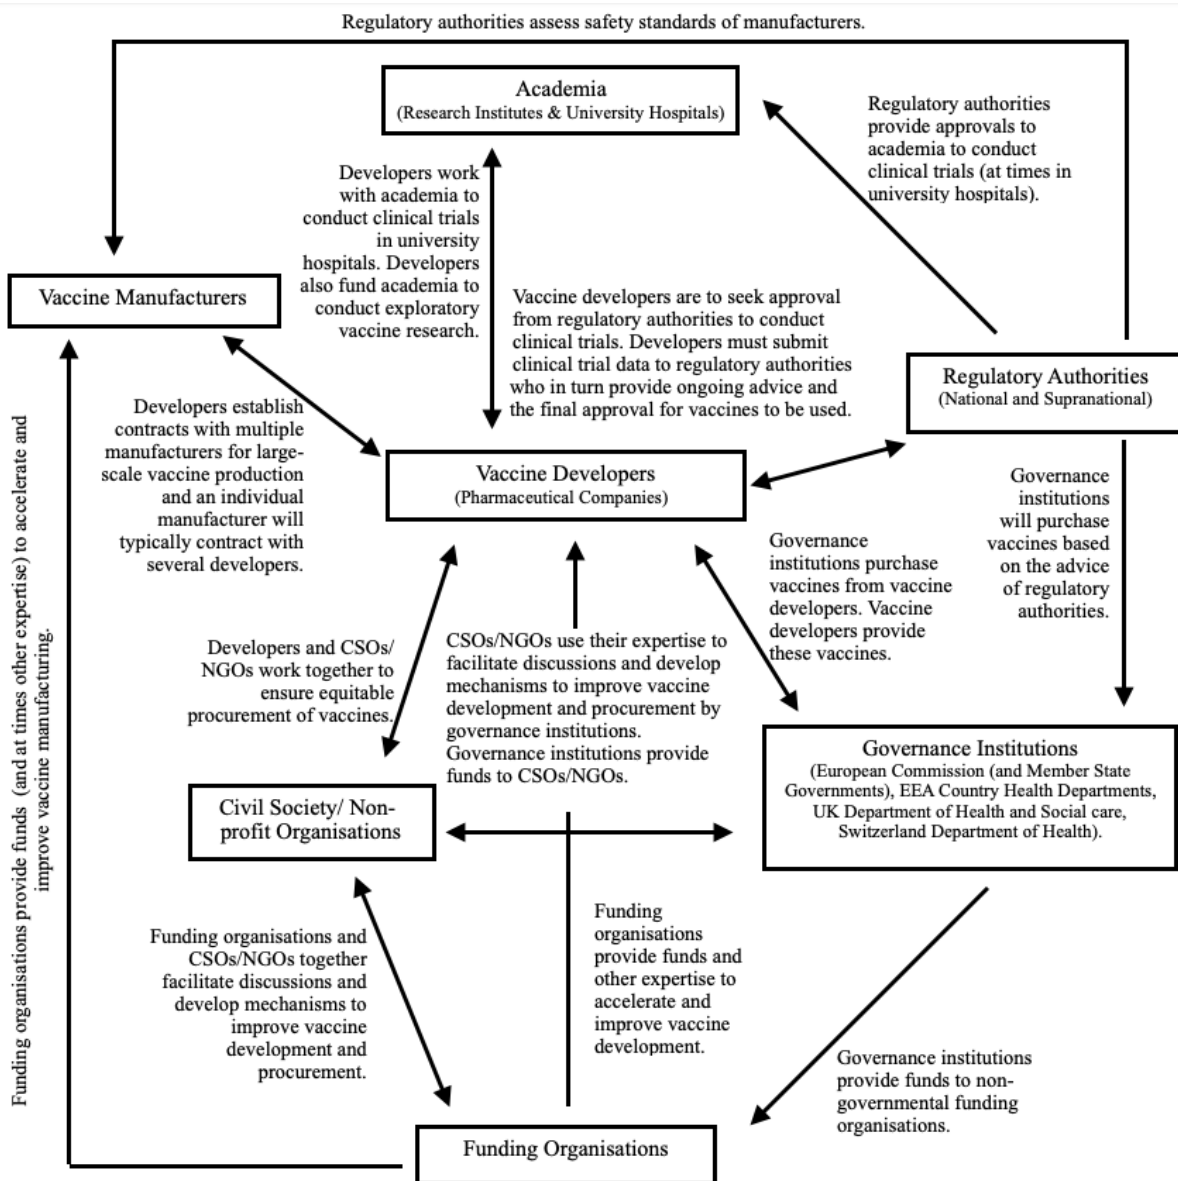 Regulatory authorities assess safety standards of manufacturers.
Academia
(Research Institutes & University Hospitals)
Regulatory authorities
provide approvals to
academia to conduct
clinical trials (at times in
university hospitals).
Developers work
with academia to
conduct clinical trials
in university
hospitals. Developers
also fund academia to
conduct exploratory
vaccine research.
Vaccine Manufacturers
Vaccine developers are to seek approval
from regulatory authorities to conduct
clinical trials. Developers must submit
clinical trial data to regulatory authorities
who in turn provide ongoing advice and
the final approval for vaccines to be used.
Regulatory Authorities
(National and Supranational)
Developers establish
contracts with multiple
manufacturers for large-
scale vaccine production
and an individual
manufacturer will
typically contract with
several developers.
Vaccine Developers
(Pharmaceutical Companies)
Governance
institutions
will purchase
vaccines based
on the advice
of regulatory
authorities.
Governance
institutions purchase
vaccines from vaccine
developers. Vaccine
developers provide
these vaccines.
Developers and CSOs/
NGOs work together to
ensure equitable
procurement of vaccines.
CSOs/NGOs use their expertise to
facilitate discussions and develop
mechanisms to improve vaccine
development and procurement by
governance institutions.
Governance institutions provide
funds to CSOs/NGOs.
Governance Institutions
(European Commission (and Member State
Governments), EEA Country Health Departments,
UK Department of Health and Social care,
Switzerland Department of Health).
Civil Society/ Non-
profit Organisations
Funding organisations provide funds (and at times other expertise) to accelerate and
improve vaccine manufacturing.
Funding organisations and
CSOs/NGOs together
facilitate discussions and
develop mechanisms to
improve vaccine
development and
procurement.
Funding
organisations
provide funds and
other expertise to
accelerate and
improve vaccine
development.
Governance institutions
provide funds to non-
governmental funding
organisations.
Funding Organisations